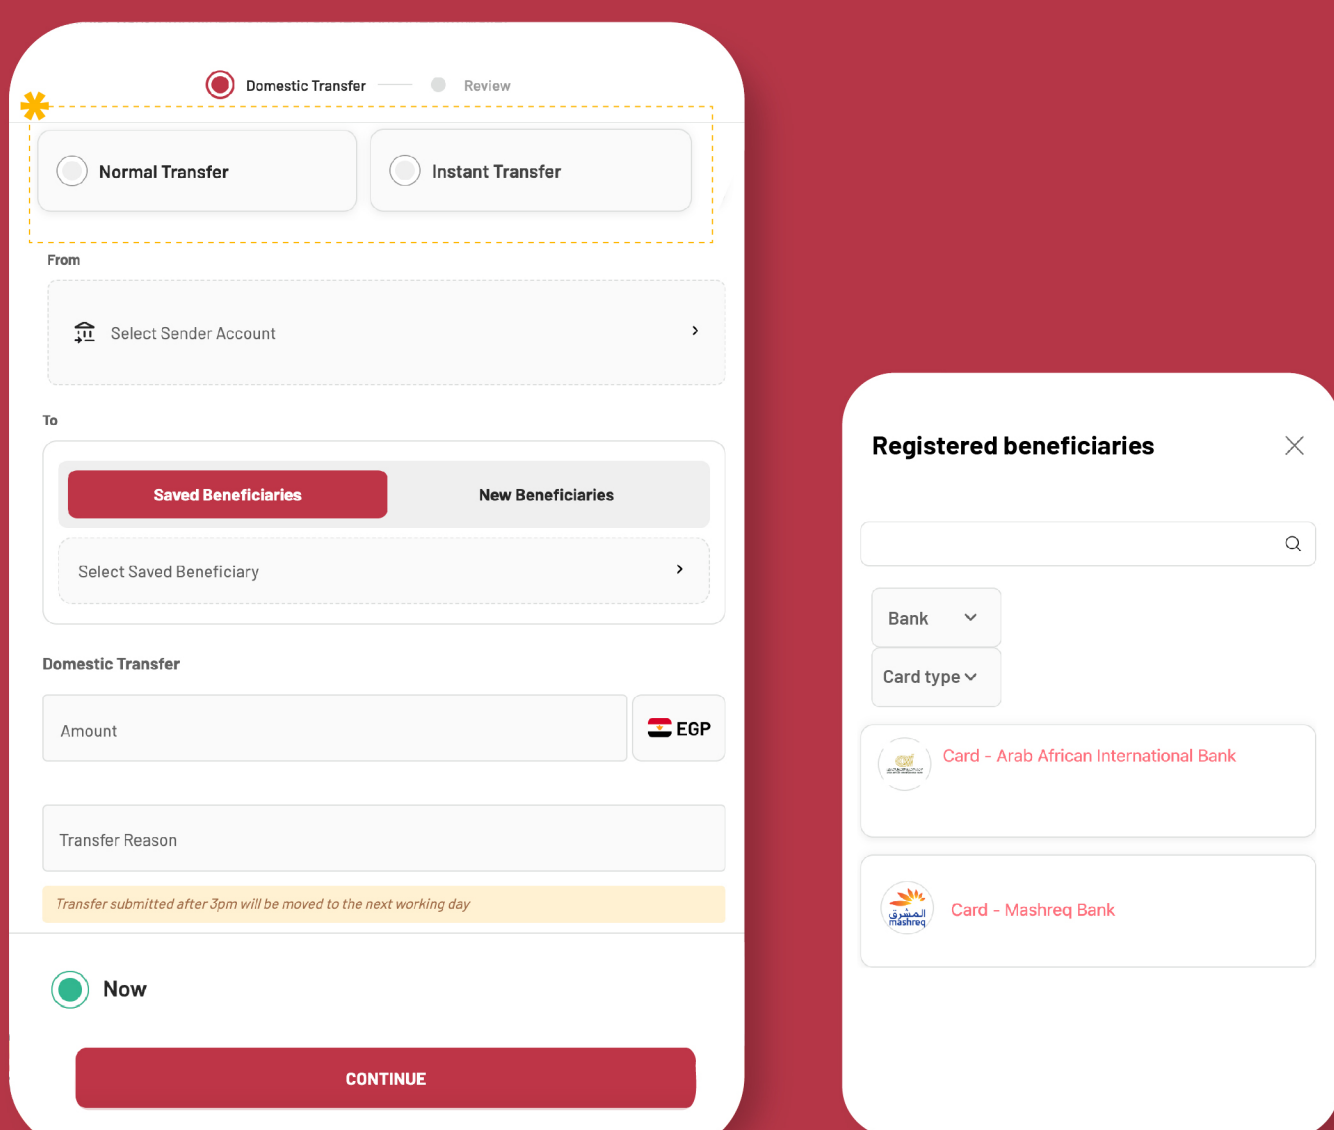 Domestic Transfer
Review
Normal Transfer
Instant Transfer
From
Select Sender Account
To
Saved Beneficiaries
New Beneficiaries
Select Saved Beneficiary
Domestic Transfer
Amount
EGP
Transfer Reason
Transfer submitted after 3pm will be moved to the next working day
Now
CONTINUE
Registered beneficiaries
Bank
Card type
Card - Arab African International Bank
المشرق
mashreq
Card - Mashreq Bank